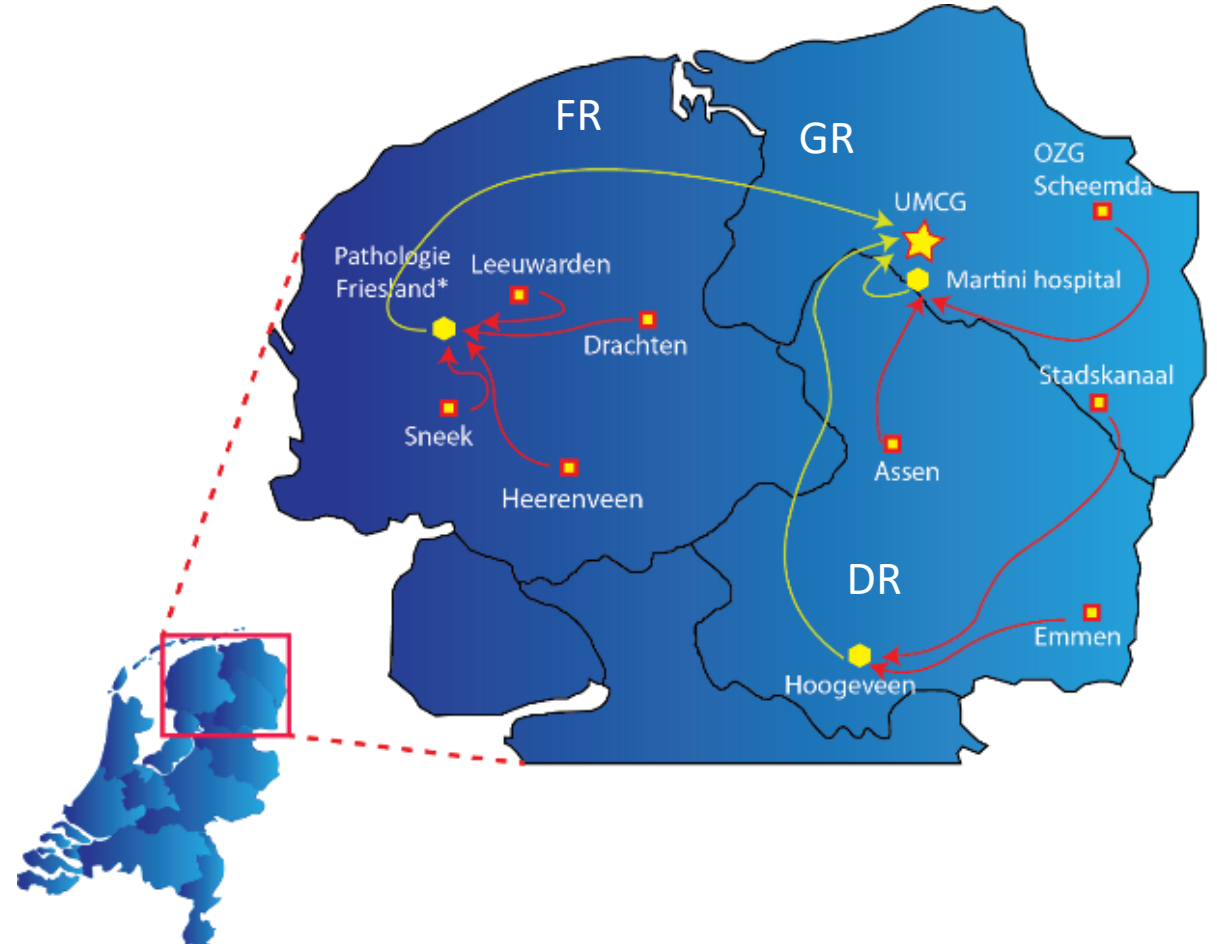 FR
GR
OZG
Scheemda
UMCG
Pathologie
Friesland*
Leeuwarden
Martini hospital
Drachten
Stadskanaal
Sneek
Assen
Heerenveen
DR
Emmen
Hoogeveen